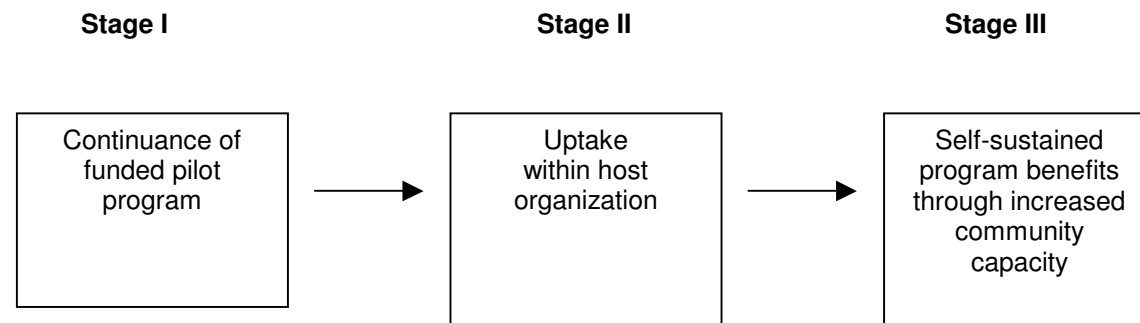 Stage I
Stage II
Stage III
Continuance of
funded pilot
program
Uptake
within host
organization
Self-sustained
program benefits
through increased
community
capacity